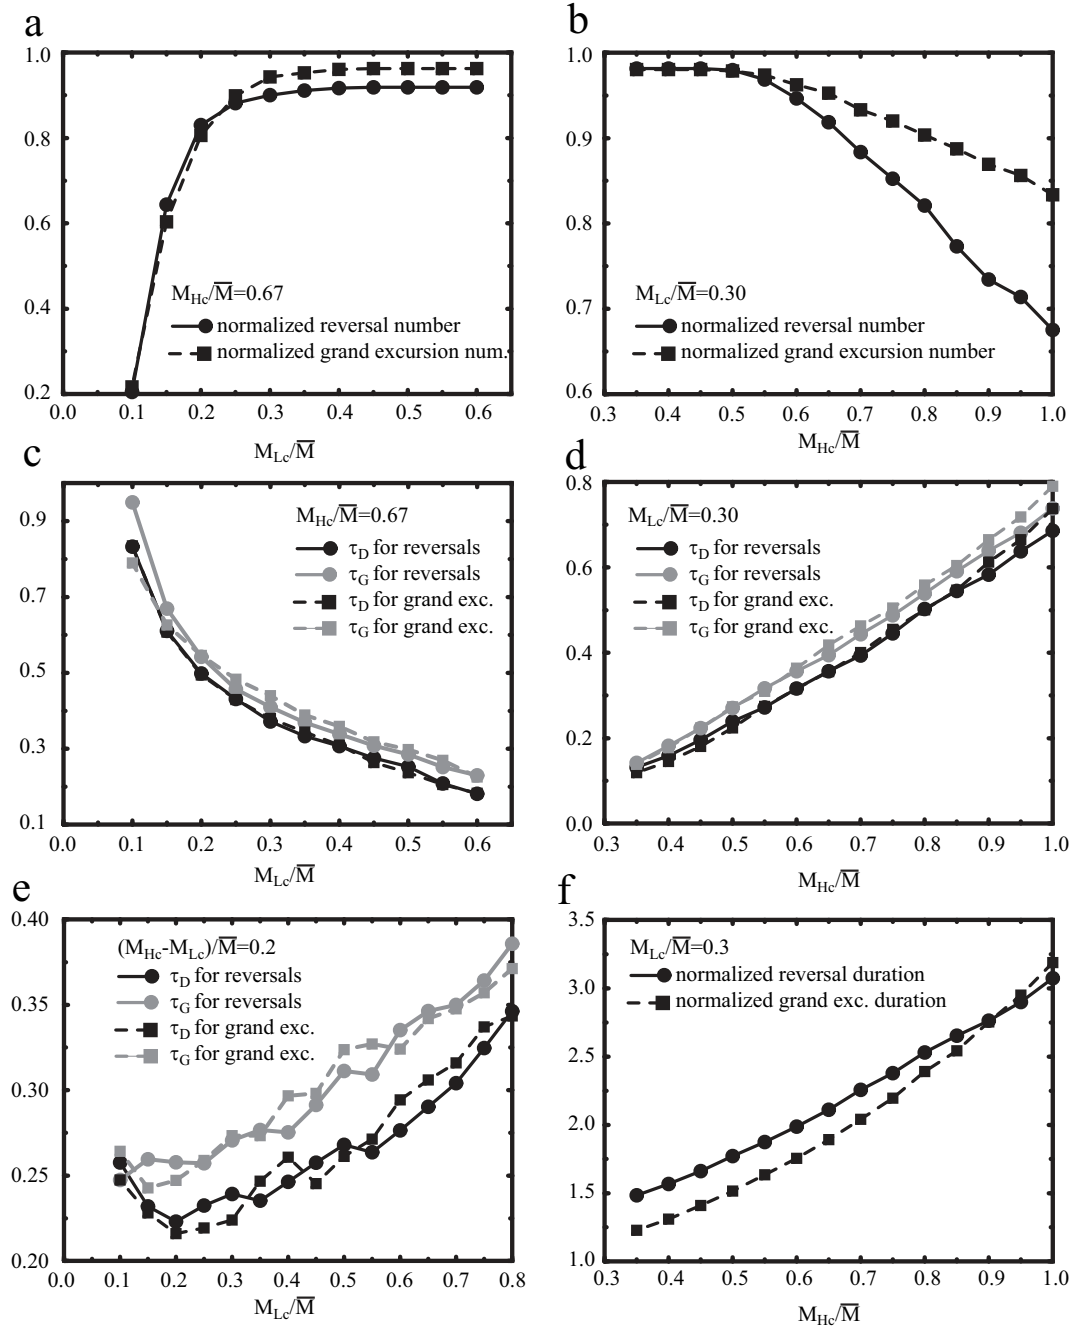 a
1.0
0.8
0.6
0.4
0.2
M_Hc/M̅=0.67
normalized reversal number
normalized grand excursion num.
0.0 0.1 0.2 0.3 0.4 0.5 0.6
M_Lc/M̅
b
1.0
0.9
0.8
0.7
0.6
M_Lc/M̅=0.30
normalized reversal number
normalized grand excursion number
0.3 0.4 0.5 0.6 0.7 0.8 0.9 1.0
M_Hc/M̅
c
0.9
0.7
0.5
0.3
0.1
M_Hc/M̅=0.67
τ_D for reversals
τ_G for reversals
τ_D for grand exc.
τ_G for grand exc.
0.0 0.1 0.2 0.3 0.4 0.5 0.6
M_Lc/M̅
d
0.8
0.6
0.4
0.2
0.0
M_Lc/M̅=0.30
τ_D for reversals
τ_G for reversals
τ_D for grand exc.
τ_G for grand exc.
0.3 0.4 0.5 0.6 0.7 0.8 0.9 1.0
M_Hc/M̅
e
0.40
0.35
0.30
0.25
0.20
(M_Hc-M_Lc)/M̅=0.2
τ_D for reversals
τ_G for reversals
τ_D for grand exc.
τ_G for grand exc.
0.0 0.1 0.2 0.3 0.4 0.5 0.6 0.7 0.8
M_Lc/M̅
f
3.5
3.0
2.5
2.0
1.5
1.0
M_Lc/M̅=0.3
normalized reversal duration
normalized grand exc. duration
0.3 0.4 0.5 0.6 0.7 0.8 0.9 1.0
M_Hc/M̅